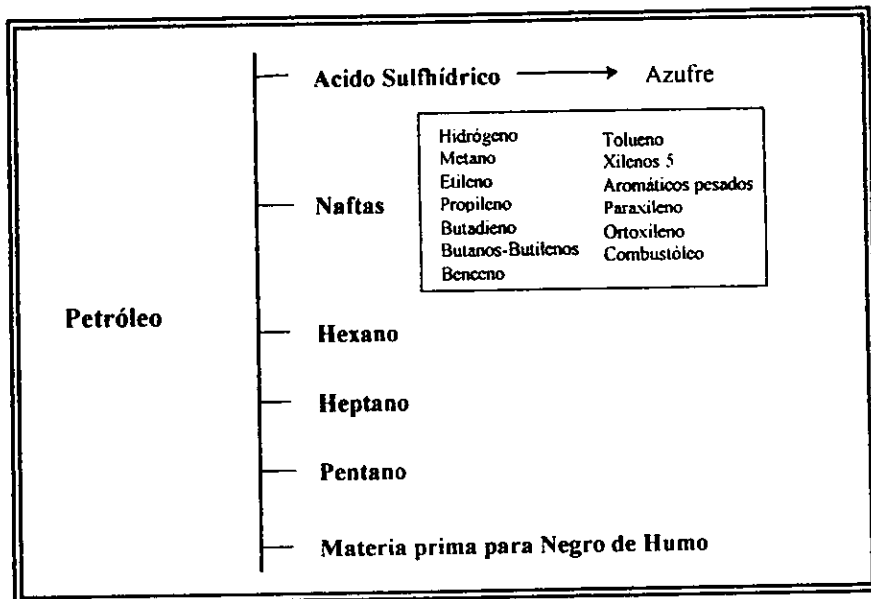 Acido Sulfhídrico → Azufre
Hidrógeno
Metano
Etileno
Propileno
Butadieno
Butanos-Butilenos
Benceno
Tolueno
Xilenos 5
Aromáticos pesados
Paraxileno
Ortoxileno
Combustóleo
Naftas
Petróleo
Hexano
Heptano
Pentano
Materia prima para Negro de Humo